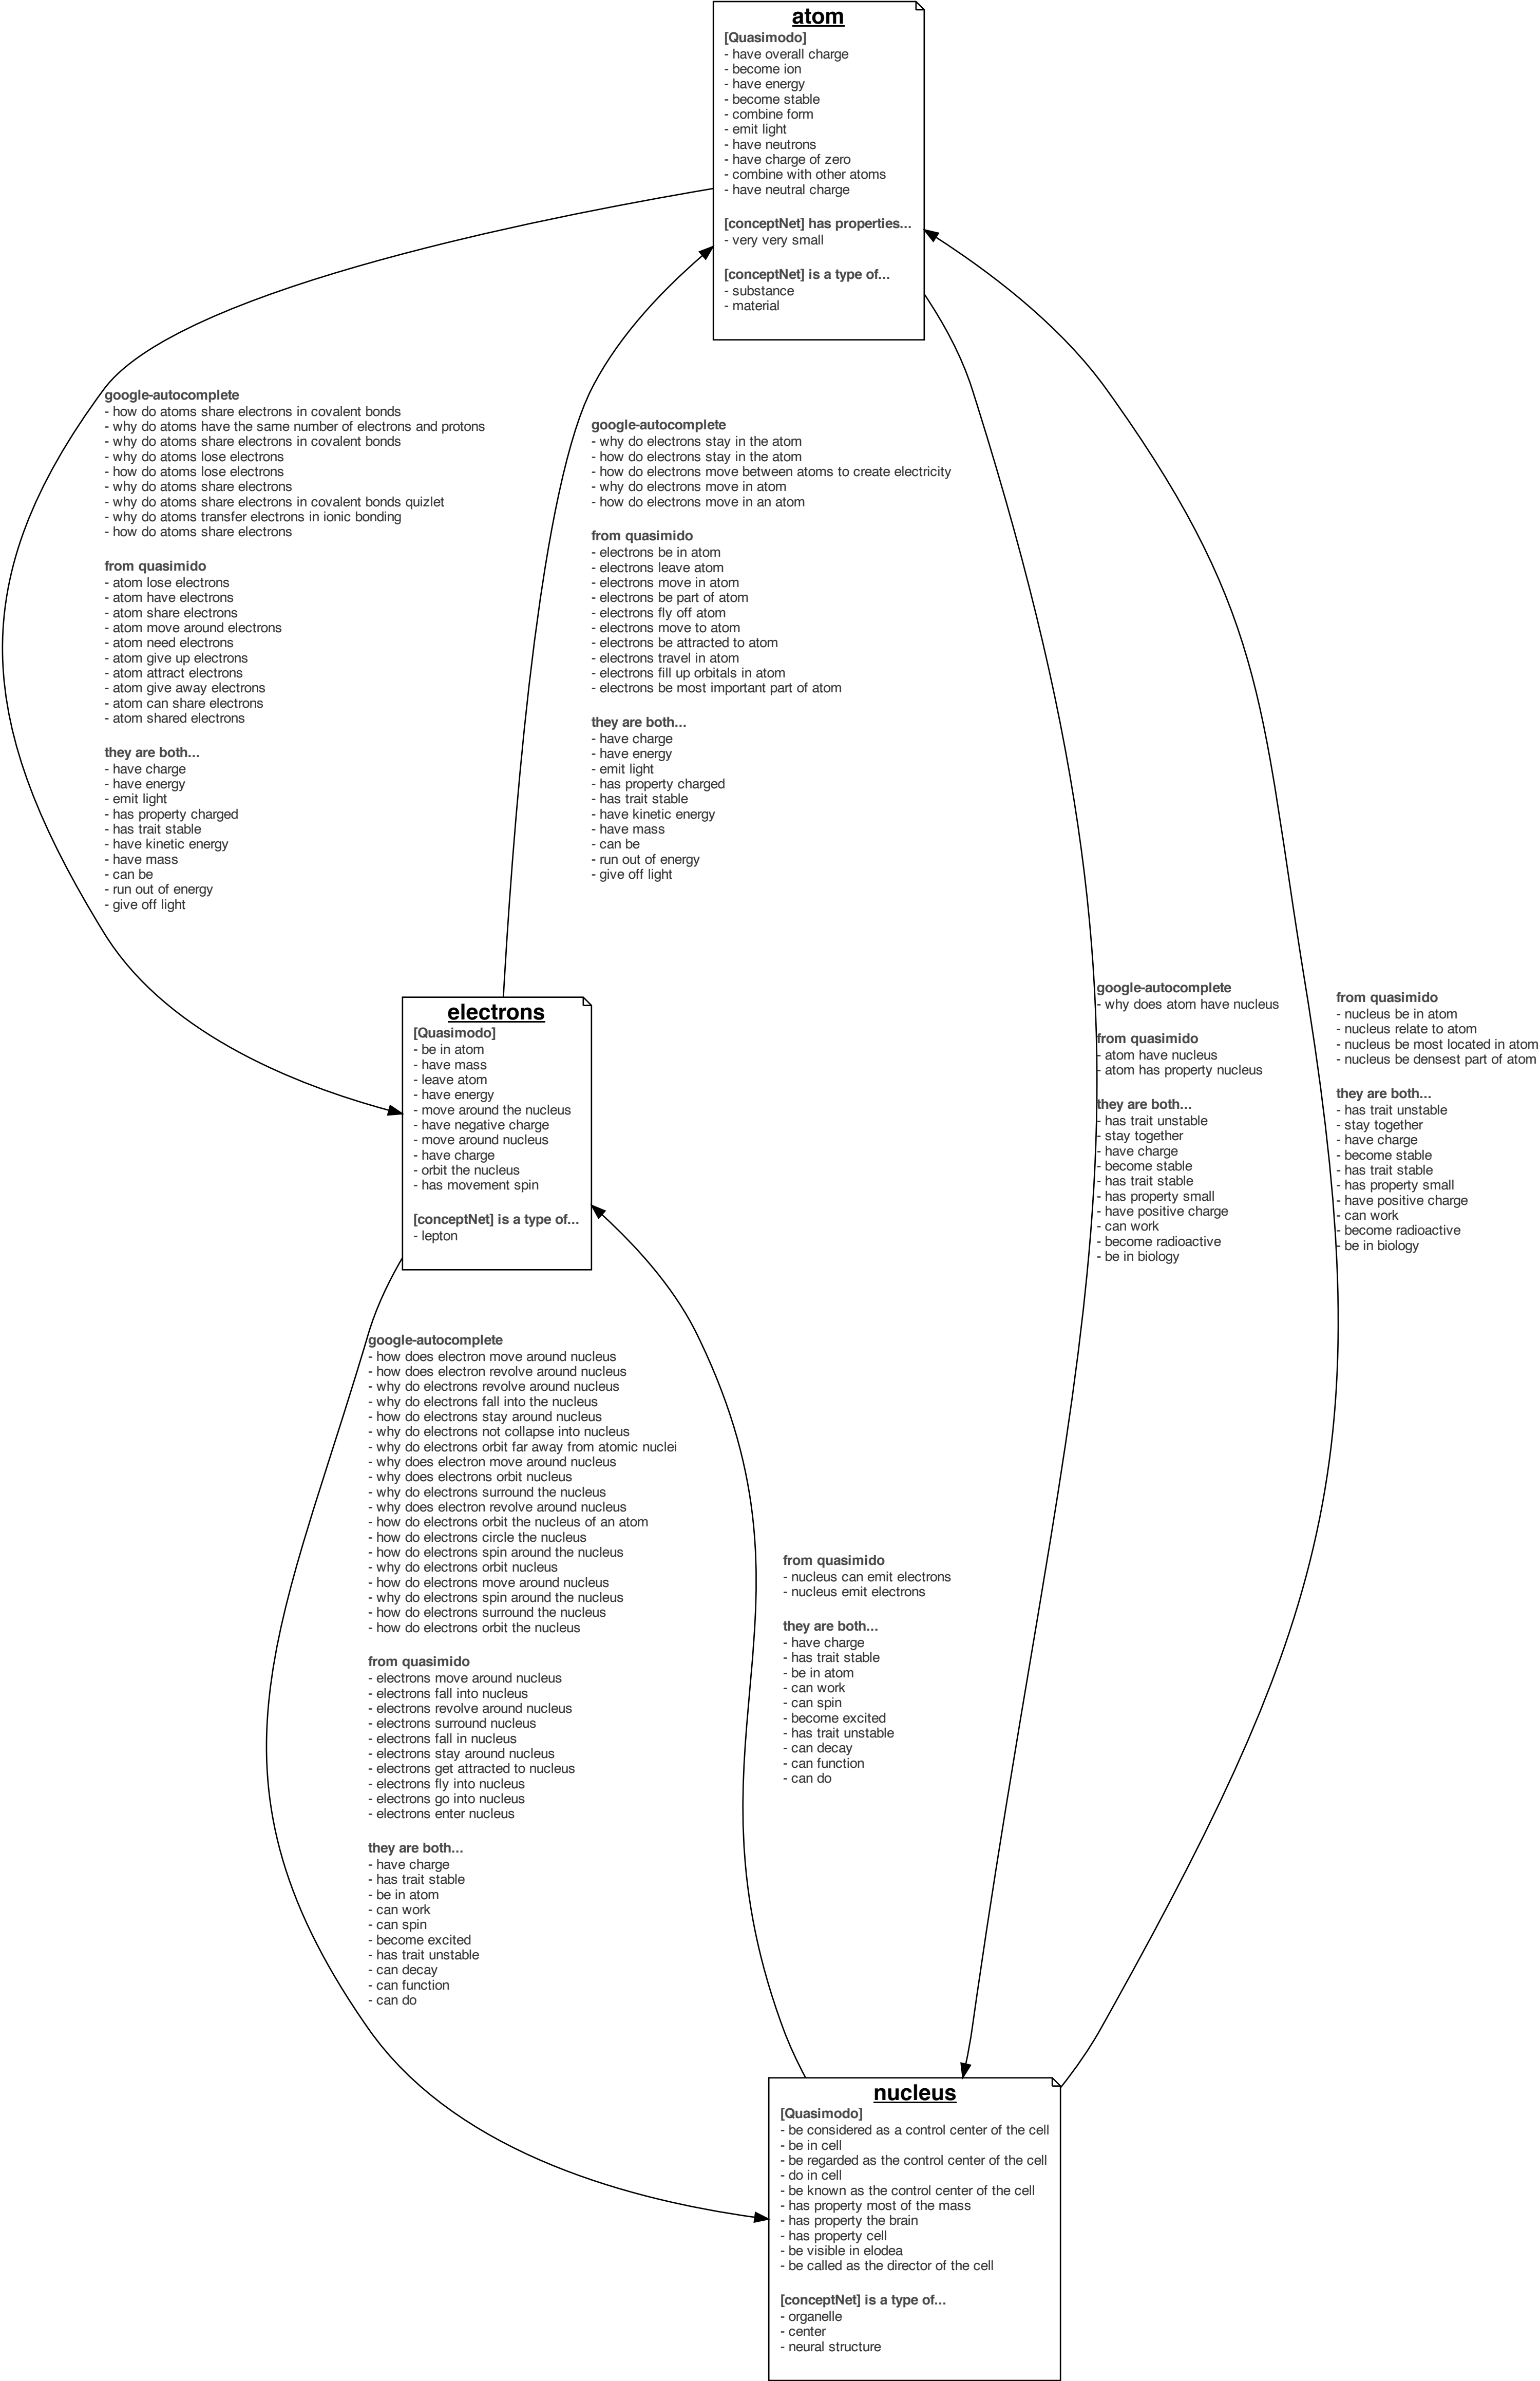 atom
[Quasimodo]
- have overall charge
- become ion
- have energy
- become stable
- combine form
- emit light
- have neutrons
- have charge of zero
- combine with other atoms
- have neutral charge
[conceptNet] has properties...
- very very small
[conceptNet] is a type of...
- substance
- material
google-autocomplete
- how do atoms share electrons in covalent bonds
- why do atoms have the same number of electrons and protons
- why do atoms share electrons in covalent bonds
- why do atoms lose electrons
- how do atoms lose electrons
- why do atoms share electrons
- why do atoms share electrons in covalent bonds quizlet
- why do atoms transfer electrons in ionic bonding
- how do atoms share electrons
from quasimido
- atom lose electrons
- atom have electrons
- atom share electrons
- atom move around electrons
- atom need electrons
- atom give up electrons
- atom attract electrons
- atom give away electrons
- atom can share electrons
- atom shared electrons
they are both...
- have charge
- have energy
- emit light
- has property charged
- has trait stable
- have kinetic energy
- have mass
- can be
- run out of energy
- give off light
google-autocomplete
- why do electrons stay in the atom
- how do electrons stay in the atom
- how do electrons move between atoms to create electricity
- why do electrons move in atom
- how do electrons move in an atom
from quasimido
- electrons be in atom
- electrons leave atom
- electrons move in atom
- electrons be part of atom
- electrons fly off atom
- electrons move to atom
- electrons be attracted to atom
- electrons travel in atom
- electrons fill up orbitals in atom
- electrons be most important part of atom
they are both...
- have charge
- have energy
- emit light
- has property charged
- has trait stable
- have kinetic energy
- have mass
- can be
- run out of energy
- give off light
google-autocomplete
- why does atom have nucleus
from quasimido
- atom have nucleus
- atom has property nucleus
they are both...
- has trait unstable
- stay together
- have charge
- become stable
- has trait stable
- has property small
- have positive charge
- can work
- become radioactive
- be in biology
from quasimido
- nucleus be in atom
- nucleus relate to atom
- nucleus be most located in atom
- nucleus be densest part of atom
they are both...
- has trait unstable
- stay together
- have charge
- become stable
- has trait stable
- has property small
- have positive charge
- can work
- become radioactive
- be in biology
electrons
[Quasimodo]
- be in atom
- have mass
- leave atom
- have energy
- move around the nucleus
- have negative charge
- move around nucleus
- have charge
- orbit the nucleus
- has movement spin
[conceptNet] is a type of...
- lepton
google-autocomplete
- how does electron move around nucleus
- how does electron revolve around nucleus
- why do electrons revolve around nucleus
- why do electrons fall into the nucleus
- how do electrons stay around nucleus
- why do electrons not collapse into nucleus
- why do electrons orbit far away from atomic nuclei
- why does electron move around nucleus
- why does electrons orbit nucleus
- why do electrons surround the nucleus
- why does electron revolve around nucleus
- how do electrons orbit the nucleus of an atom
- how do electrons circle the nucleus
- how do electrons spin around the nucleus
- why do electrons orbit nucleus
- how do electrons move around nucleus
- why do electrons spin around the nucleus
- how do electrons surround the nucleus
- how do electrons orbit the nucleus
from quasimido
- electrons move around nucleus
- electrons fall into nucleus
- electrons revolve around nucleus
- electrons surround nucleus
- electrons fall in nucleus
- electrons stay around nucleus
- electrons get attracted to nucleus
- electrons fly into nucleus
- electrons go into nucleus
- electrons enter nucleus
they are both...
- have charge
- has trait stable
- be in atom
- can work
- can spin
- become excited
- has trait unstable
- can decay
- can function
- can do
from quasimido
- nucleus can emit electrons
- nucleus emit electrons
they are both...
- have charge
- has trait stable
- be in atom
- can work
- can spin
- become excited
- has trait unstable
- can decay
- can function
- can do
nucleus
[Quasimodo]
- be considered as a control center of the cell
- be in cell
- be regarded as the control center of the cell
- do in cell
- be known as the control center of the cell
- has property most of the mass
- has property the brain
- has property cell
- be visible in elodea
- be called as the director of the cell
[conceptNet] is a type of...
- organelle
- center
- neural structure